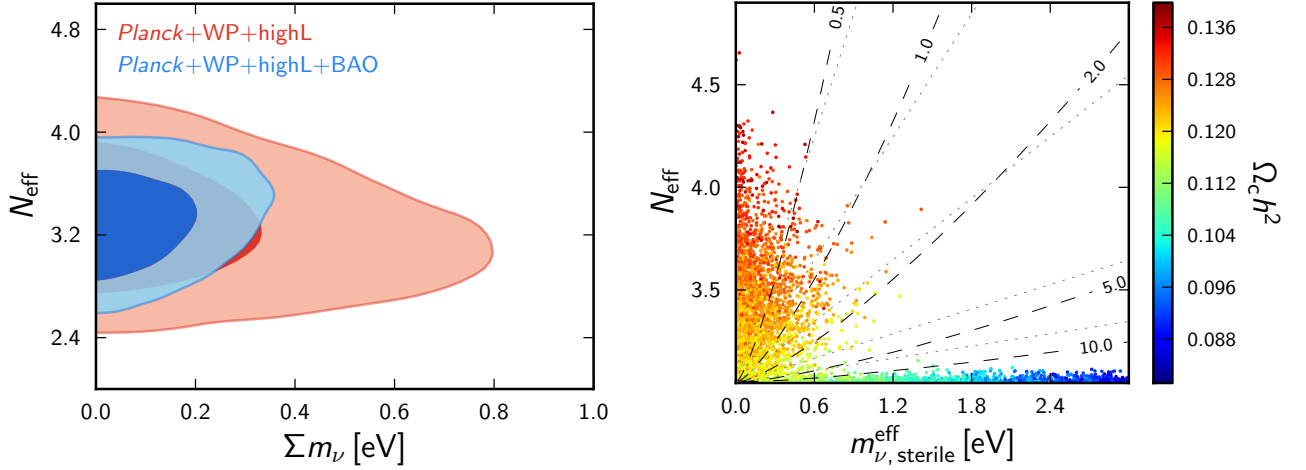 Planck+WP+highL
Planck+WP+highL+BAO
4.8
4.0
3.2
2.4
N_eff
0.0 0.2 0.4 0.6 0.8 1.0
Σm_ν [eV]
4.5
4.0
3.5
N_eff
0.5
1.0
2.0
5.0
10.0
0.0 0.6 1.2 1.8 2.4
m^eff_ν, sterile [eV]
0.136
0.128
0.120
0.112
0.104
0.096
0.088
Ω_c h²